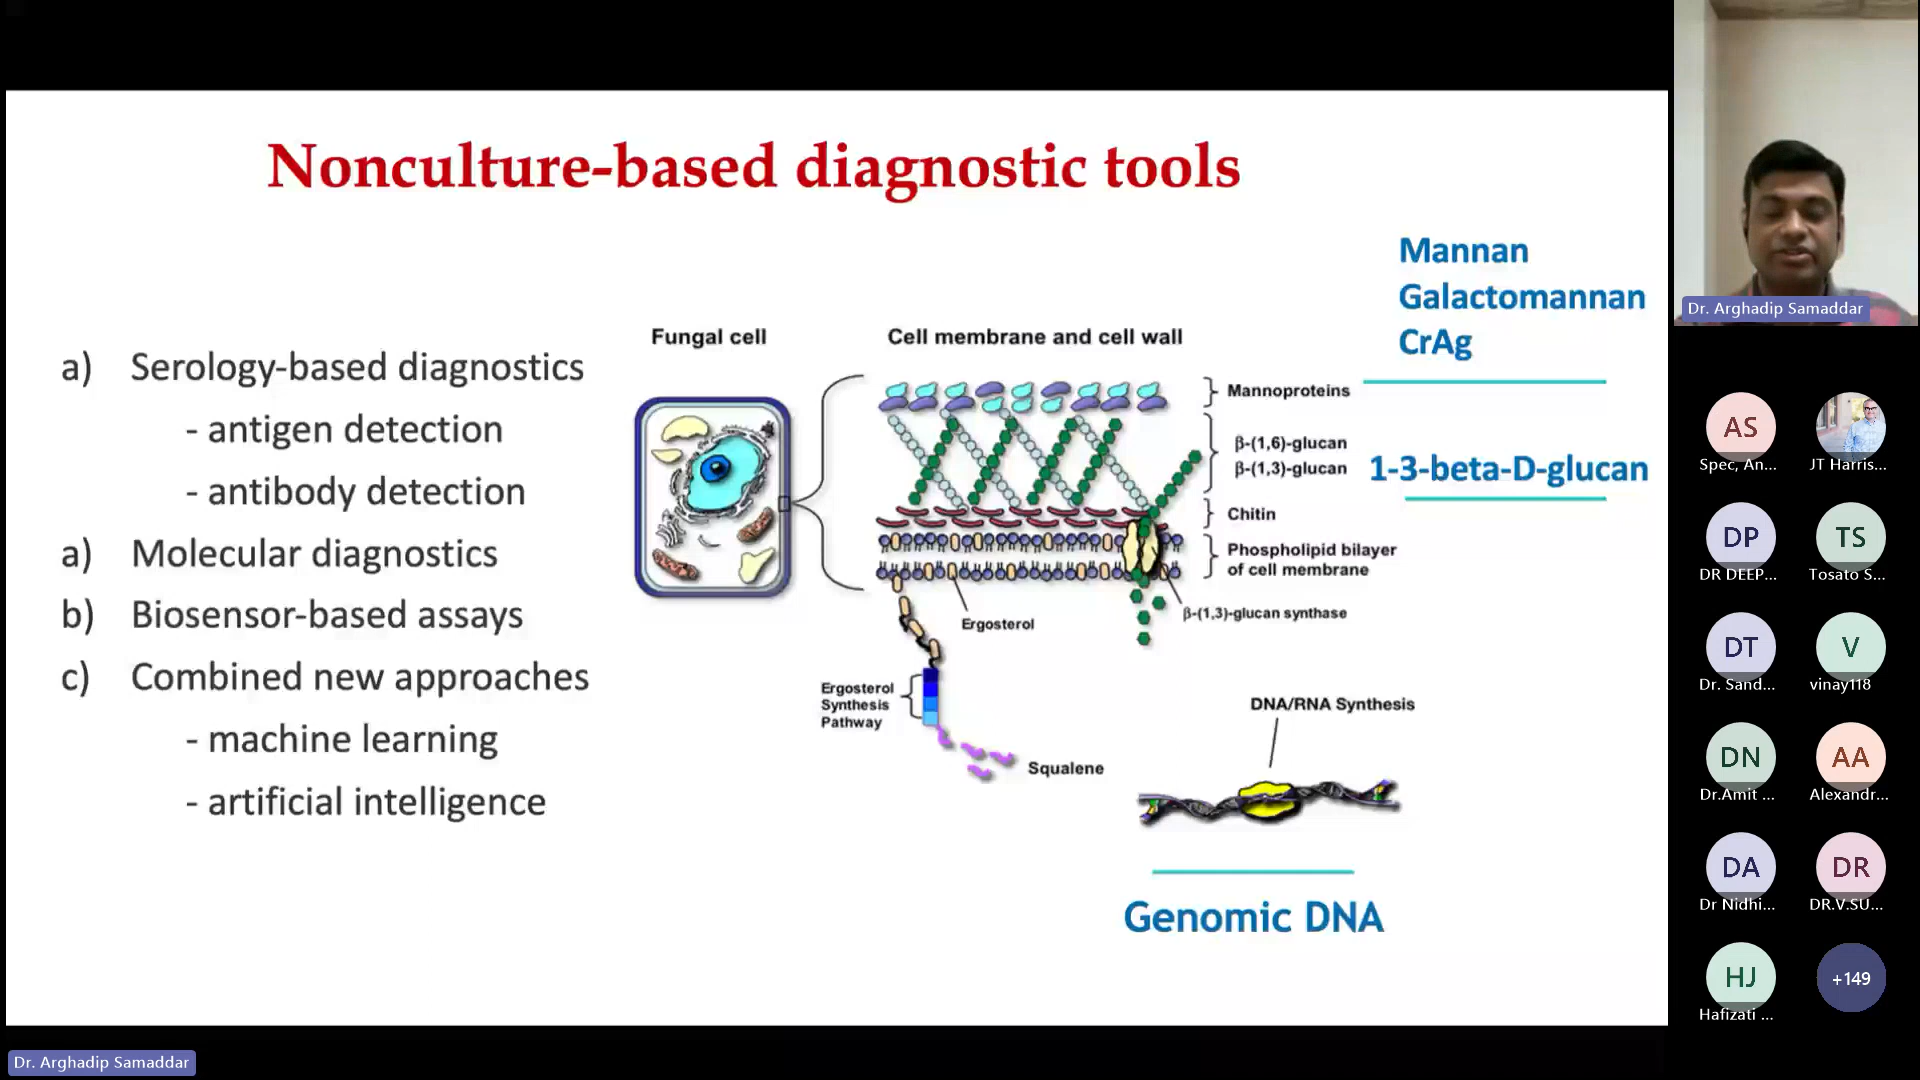 Nonculture-based diagnostic tools
a) Serology-based diagnostics
- antigen detection
- antibody detection
a) Molecular diagnostics
b) Biosensor-based assays
c) Combined new approaches
- machine learning
- artificial intelligence
Fungal cell
Cell membrane and cell wall
Mannan
Galactomannan
CrAg
Mannoproteins
β-(1,6)-glucan
β-(1,3)-glucan
1-3-beta-D-glucan
Chitin
Phospholipid bilayer
of cell membrane
β-(1,3)-glucan synthase
Ergosterol
Ergosterol
Synthesis
Pathway
Squalene
DNA/RNA Synthesis
Genomic DNA
Dr. Arghadip Samaddar
AS
Spec, An...
JT Harris...
DP
DR DEEP...
TS
Tosato S...
DT
Dr. Sand...
V
vinay118
DN
Dr.Amit ...
AA
Alexandr...
DA
Dr Nidhi...
DR
DR.V.SU...
HJ
Hafizati ...
+149
Dr. Arghadip Samaddar